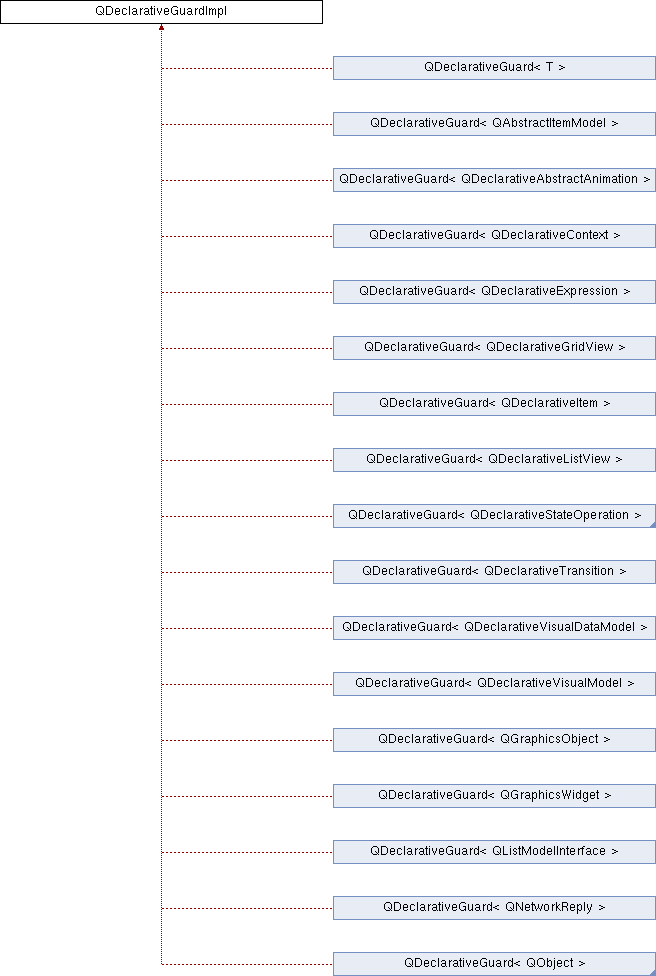 QDeclarativeGuardImpl
QDeclarativeGuard< T >
QDeclarativeGuard< QAbstractItemModel >
QDeclarativeGuard< QDeclarativeAbstractAnimation >
QDeclarativeGuard< QDeclarativeContext >
QDeclarativeGuard< QDeclarativeExpression >
QDeclarativeGuard< QDeclarativeGridView >
QDeclarativeGuard< QDeclarativeItem >
QDeclarativeGuard< QDeclarativeListView >
QDeclarativeGuard< QDeclarativeStateOperation >
QDeclarativeGuard< QDeclarativeTransition >
QDeclarativeGuard< QDeclarativeVisualDataModel >
QDeclarativeGuard< QDeclarativeVisualModel >
QDeclarativeGuard< QGraphicsObject >
QDeclarativeGuard< QGraphicsWidget >
QDeclarativeGuard< QListModelInterface >
QDeclarativeGuard< QNetworkReply >
QDeclarativeGuard< QObject >